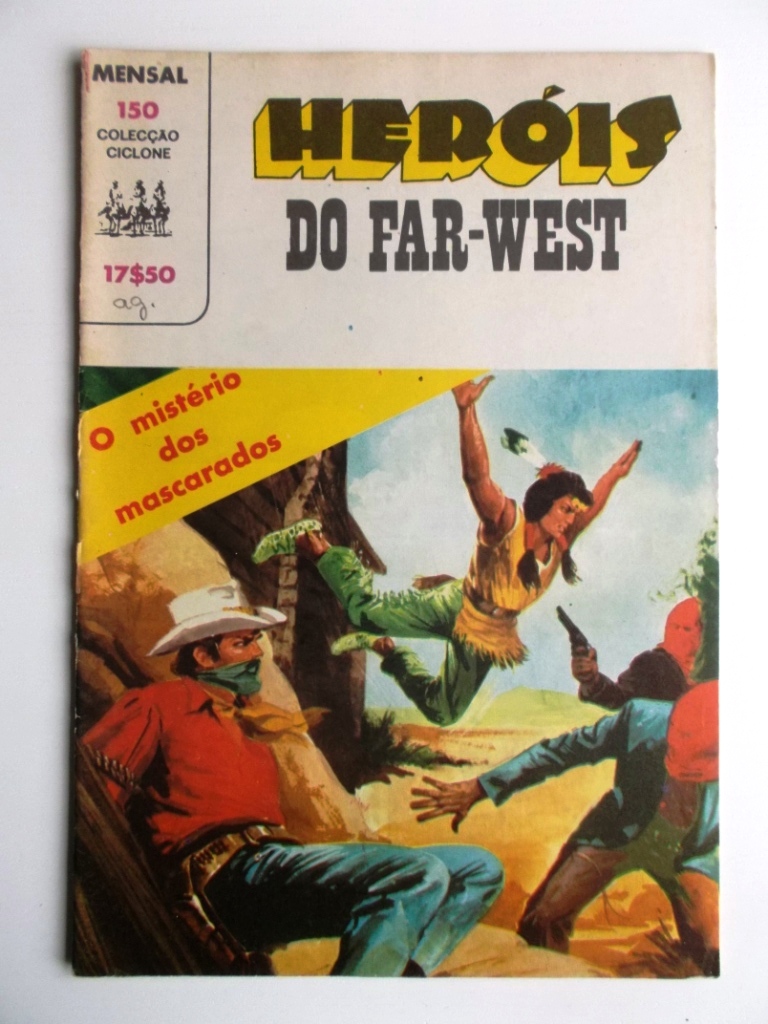 MENSAL
150
COLECÇÃO
CICLONE
17$50
ag.
HERÓIS
DO FAR-WEST
O mistério
dos
mascarados